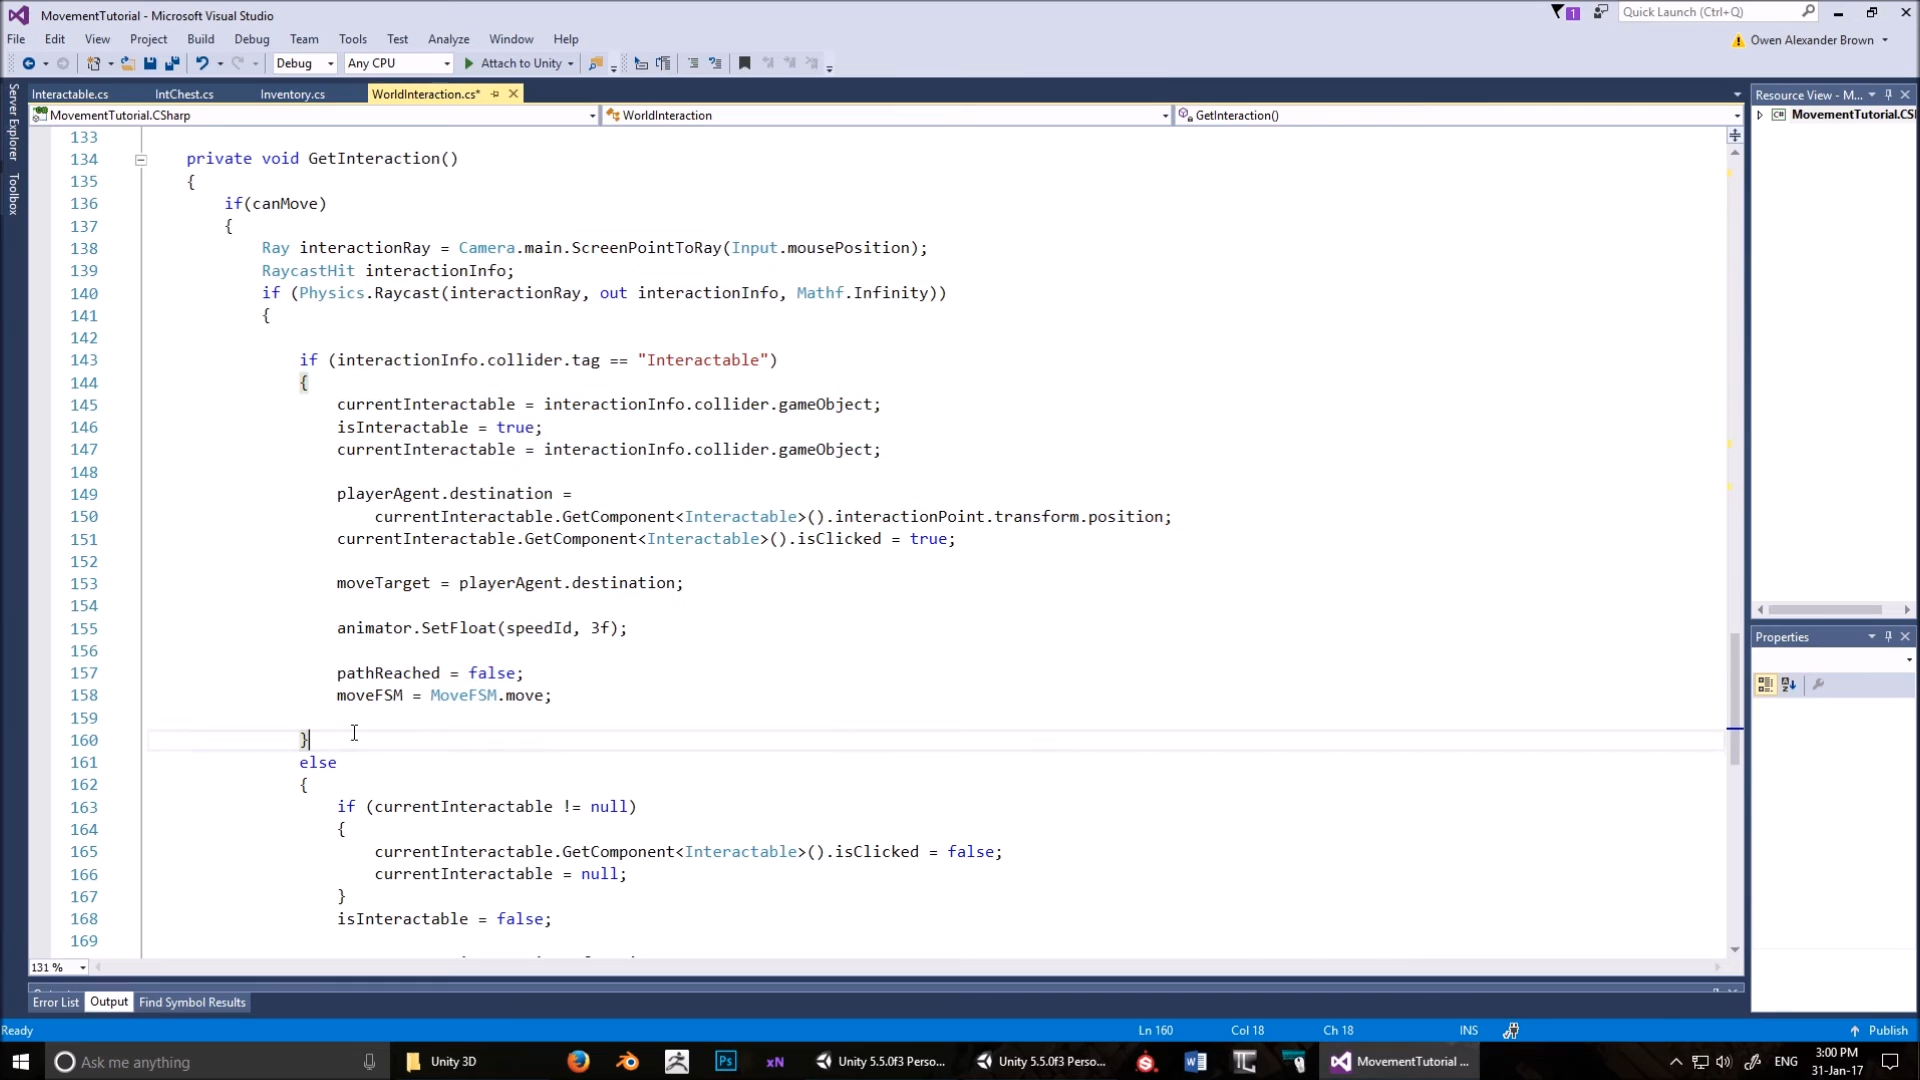 MovementTutorial - Microsoft Visual Studio
1
Quick Launch (Ctrl+Q)
File Edit View Project Build Debug Team Tools Test Analyze Window Help
Owen Alexander Brown
Debug
Any CPU
Attach to Unity
Server Explorer
Toolbox
Interactable.cs
IntChest.cs
Inventory.cs
WorldInteraction.cs*
MovementTutorial.CSharp
WorldInteraction
GetInteraction()
133
134 private void GetInteraction()
135 {
136 if(canMove)
137 {
138 Ray interactionRay = Camera.main.ScreenPointToRay(Input.mousePosition);
139 RaycastHit interactionInfo;
140 if (Physics.Raycast(interactionRay, out interactionInfo, Mathf.Infinity))
141 {
142
143 if (interactionInfo.collider.tag == "Interactable")
144 {
145 currentInteractable = interactionInfo.collider.gameObject;
146 isInteractable = true;
147 currentInteractable = interactionInfo.collider.gameObject;
148
149 playerAgent.destination =
150 currentInteractable.GetComponent<Interactable>().interactionPoint.transform.position;
151 currentInteractable.GetComponent<Interactable>().isClicked = true;
152
153 moveTarget = playerAgent.destination;
154
155 animator.SetFloat(speedId, 3f);
156
157 pathReached = false;
158 moveFSM = MoveFSM.move;
159
160 }
161 else
162 {
163 if (currentInteractable != null)
164 {
165 currentInteractable.GetComponent<Interactable>().isClicked = false;
166 currentInteractable = null;
167 }
168 isInteractable = false;
169
131 %
Resource View - M...
MovementTutorial.CS
Properties
Error List
Output
Find Symbol Results
Ready
Ln 160
Col 18
Ch 18
INS
Publish
Ask me anything
Unity 3D
Ps
xN
Unity 5.5.0f3 Perso...
Unity 5.5.0f3 Perso...
MovementTutorial ...
ENG
3:00 PM
31-Jan-17